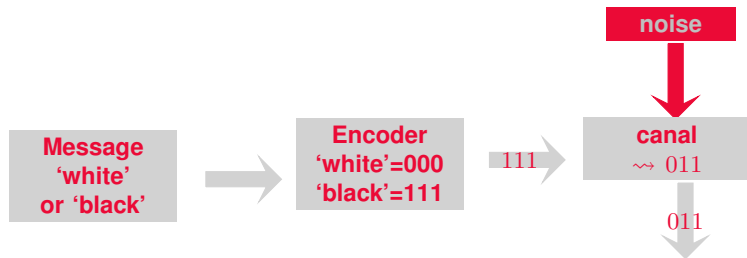 noise
Message
‘white’
or ‘black’
Encoder
‘white’=000
‘black’=111
111
canal
⇝ 011
011